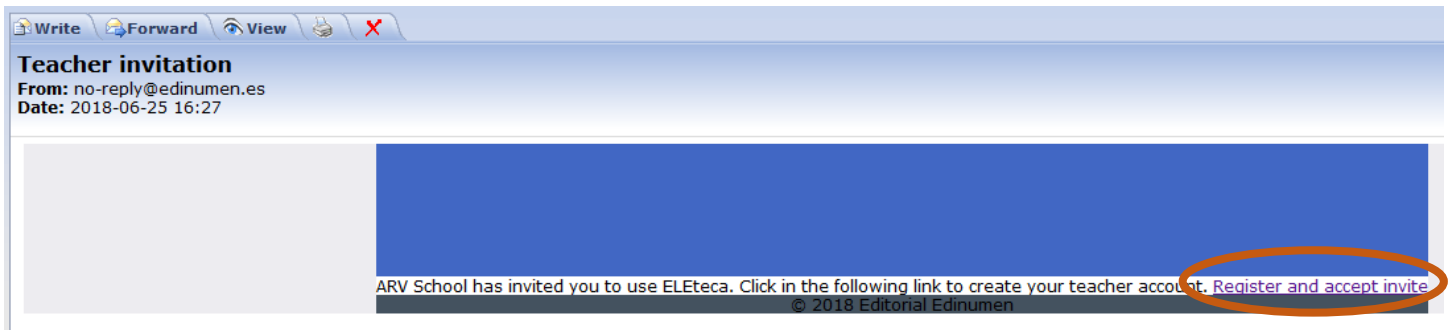 Write Forward View
Teacher invitation
From: no-reply@edinumen.es
Date: 2018-06-25 16:27
ARV School has invited you to use ELEteca. Click in the following link to create your teacher account. Register and accept invite
© 2018 Editorial Edinumen